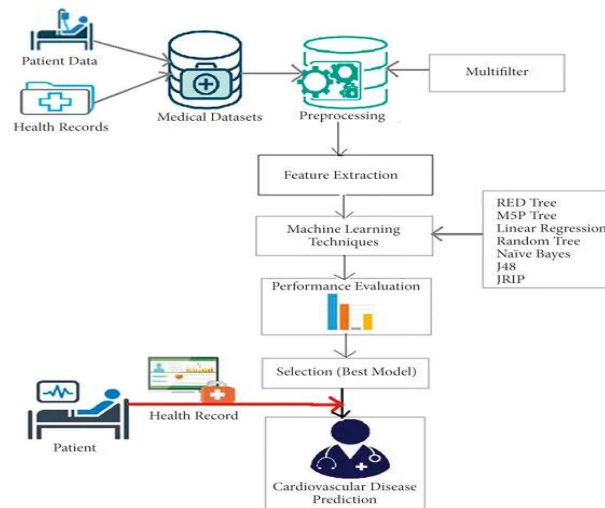 Patient Data
Health Records
Medical Datasets
Preprocessing
Multifilter
Feature Extraction
Machine Learning
Techniques
RED Tree
M5P Tree
Linear Regression
Random Tree
Naïve Bayes
J48
JRIP
Performance Evaluation
Selection (Best Model)
Health Record
Patient
Cardiovascular Disease
Prediction